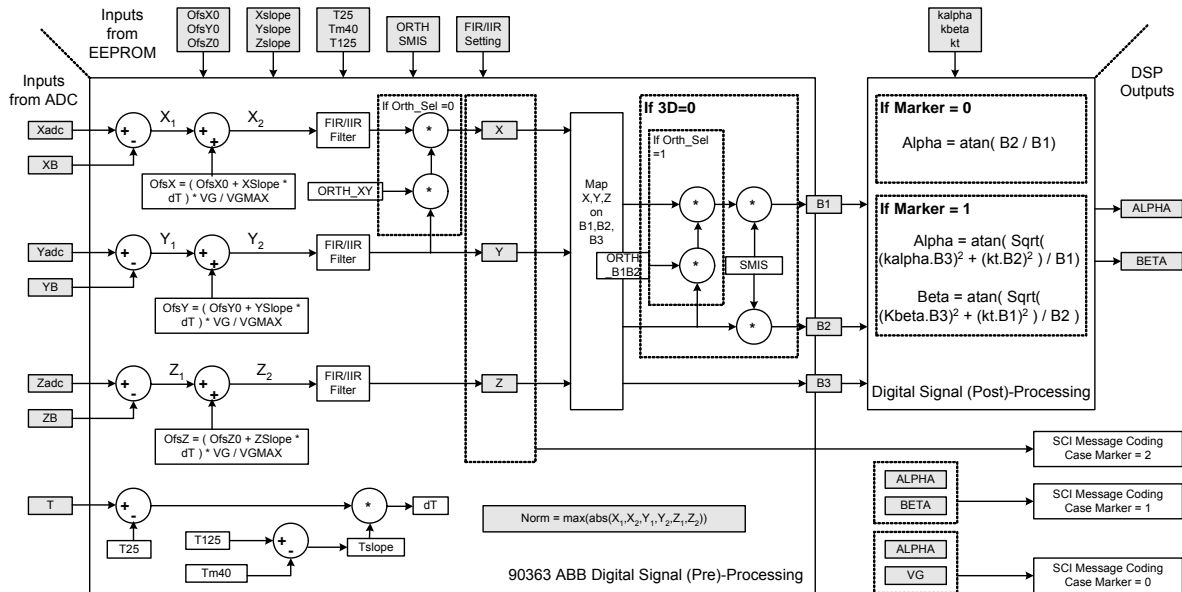 Inputs
from
EEPROM
OfsX0
OfsY0
OfsZ0
Xslope
Yslope
Zslope
T25
Tm40
T125
ORTH
SMIS
FIR/IIR
Setting
kalpha
kbeta
kt
Inputs
from ADC
DSP
Outputs
Xadc
XB
+
-
X1
+
+
X2
FIR/IIR
Filter
If Orth_Sel =0
*
X
OfsX = ( OfsX0 + XSlope *
dT ) * VG / VGMAX
ORTH_XY
*
Yadc
YB
+
-
Y1
+
+
Y2
FIR/IIR
Filter
Y
OfsY = ( OfsY0 + YSlope *
dT ) * VG / VGMAX
Zadc
ZB
+
-
Z1
+
+
Z2
FIR/IIR
Filter
Z
OfsZ = ( OfsZ0 + ZSlope *
dT ) * VG / VGMAX
Map
X,Y,Z
on
B1,B2,
B3
If 3D=0
If Orth_Sel
=1
*
*
ORTH
_B1B2
*
SMIS
*
B1
B2
B3
If Marker = 0
Alpha = atan( B2 / B1)
If Marker = 1
Alpha = atan( Sqrt(
(kalpha.B3)2 + (kt.B2)2 ) / B1)
Beta = atan( Sqrt(
(Kbeta.B3)2 + (kt.B1)2 ) / B2 )
Digital Signal (Post)-Processing
ALPHA
BETA
T
+
-
T25
*
dT
T125
Tm40
+
-
Tslope
Norm = max(abs(X1,X2,Y1,Y2,Z1,Z2))
90363 ABB Digital Signal (Pre)-Processing
SCI Message Coding
Case Marker = 2
ALPHA
BETA
SCI Message Coding
Case Marker = 1
ALPHA
VG
SCI Message Coding
Case Marker = 0